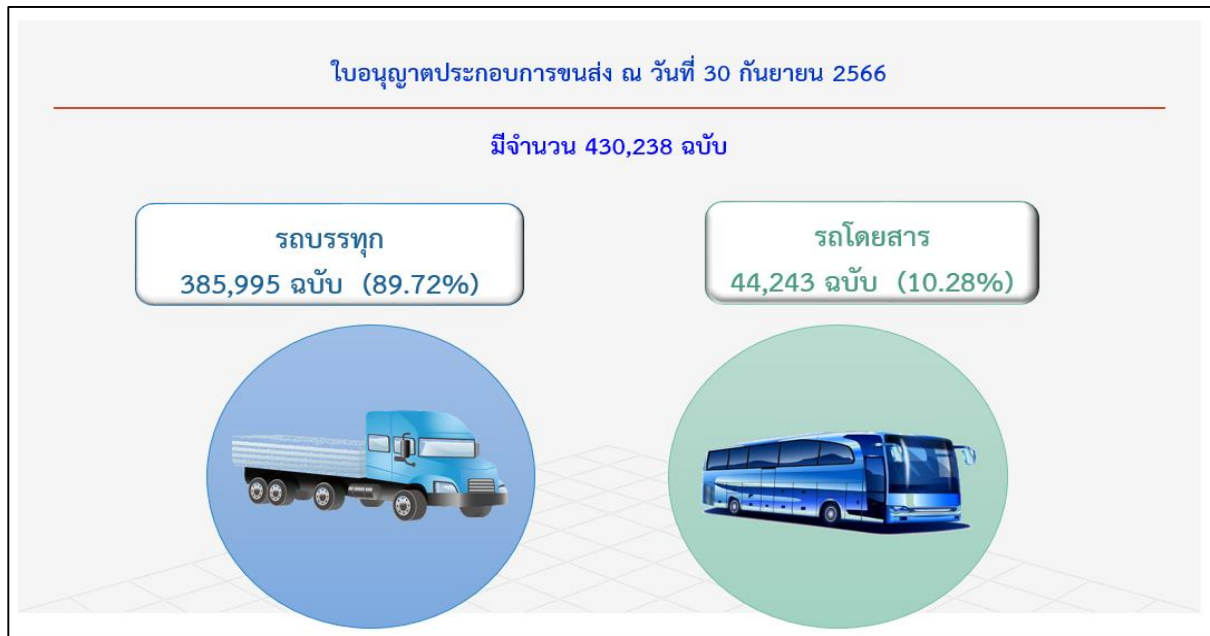 ใบอนุญาตประกอบการขนส่ง ณ วันที่ 30 กันยายน 2566
มีจำนวน 430,238 ฉบับ
รถบรรทุก
385,995 ฉบับ (89.72%)
รถโดยสาร
44,243 ฉบับ (10.28%)